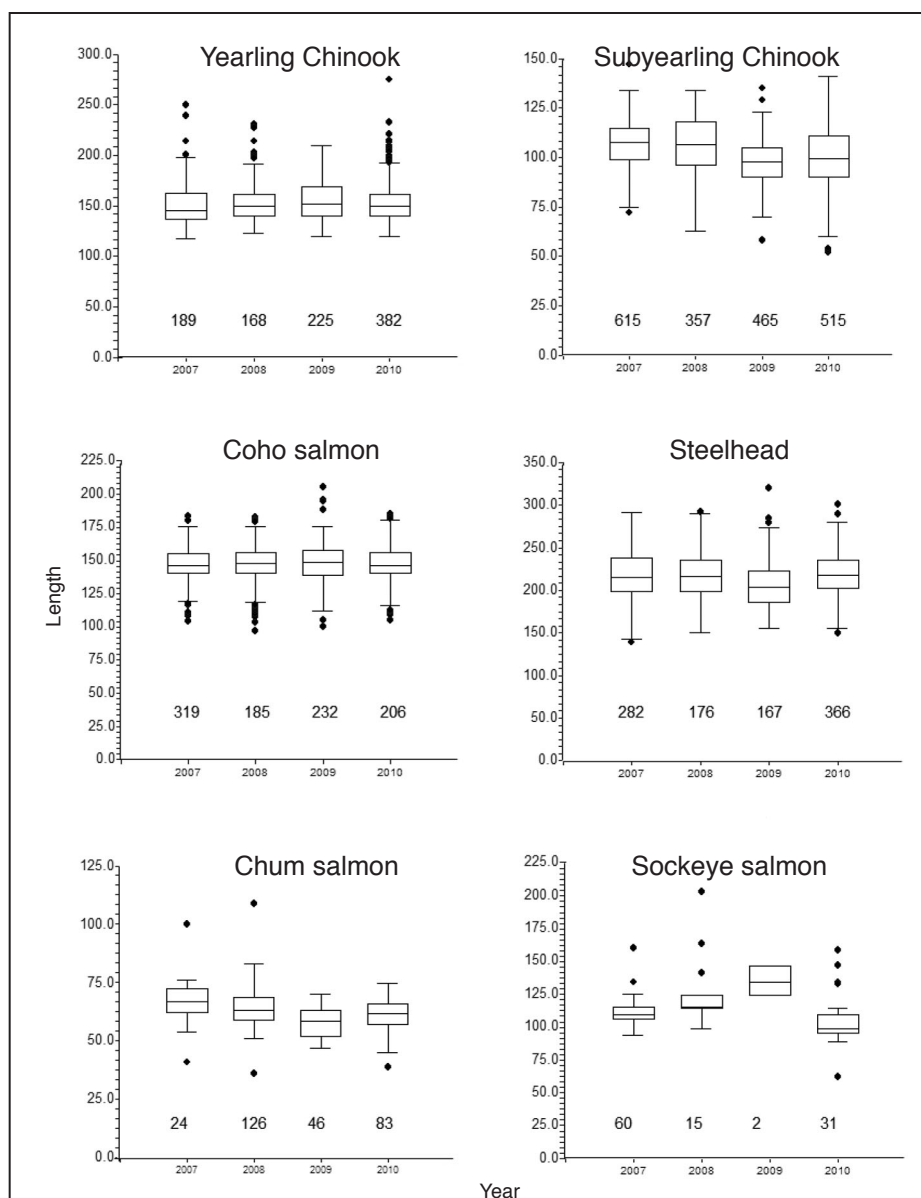 Yearling Chinook
300.0
250.0
200.0
150.0
100.0
50.0
0.0
189 168 225 382
2007 2008 2009 2010
Subyearling Chinook
150.0
125.0
100.0
75.0
50.0
25.0
0.0
615 357 465 515
2007 2008 2009 2010
Coho salmon
225.0
200.0
175.0
150.0
125.0
100.0
75.0
50.0
25.0
0.0
319 185 232 206
2007 2008 2009 2010
Steelhead
350.0
300.0
250.0
200.0
150.0
100.0
50.0
0.0
282 176 167 366
2007 2008 2009 2010
Length
Chum salmon
125.0
100.0
75.0
50.0
25.0
0.0
24 126 46 83
2007 2008 2009 2010
Sockeye salmon
225.0
200.0
175.0
150.0
125.0
100.0
75.0
50.0
25.0
0.0
60 15 2 31
2007 2008 2009 2010
Year